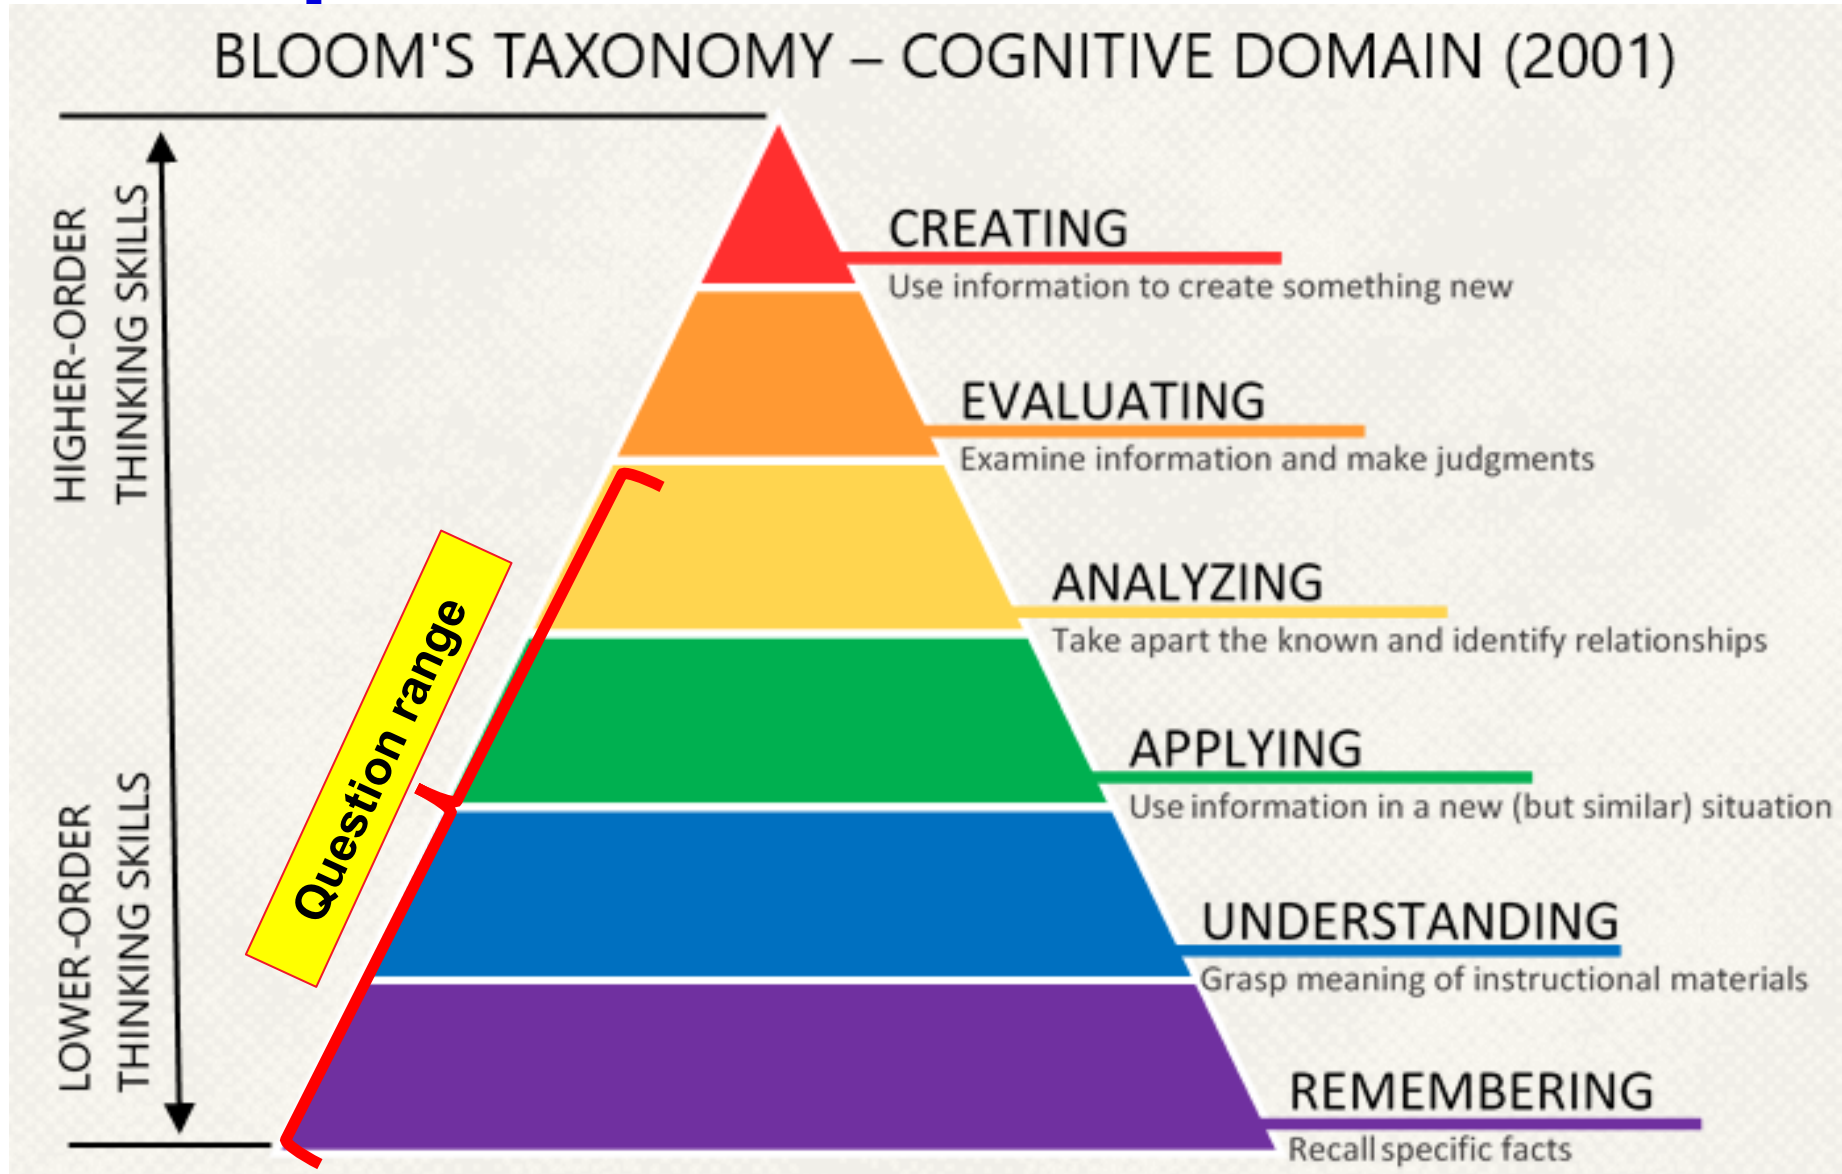 BLOOM'S TAXONOMY – COGNITIVE DOMAIN (2001)
HIGHER-ORDER
THINKING SKILLS
LOWER-ORDER
THINKING SKILLS
Question range
CREATING
Use information to create something new
EVALUATING
Examine information and make judgments
ANALYZING
Take apart the known and identify relationships
APPLYING
Use information in a new (but similar) situation
UNDERSTANDING
Grasp meaning of instructional materials
REMEMBERING
Recall specific facts